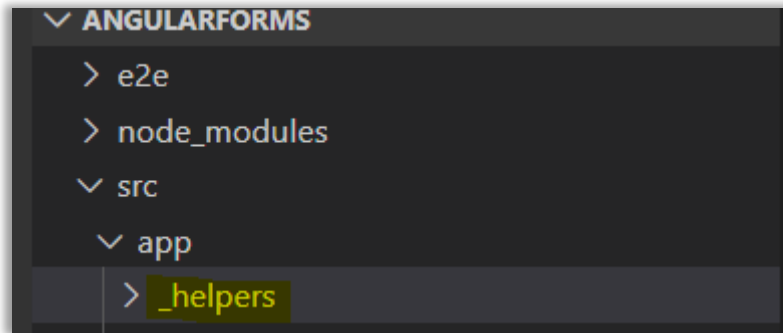 ANGULARFORMS
e2e
node_modules
src
app
_helpers